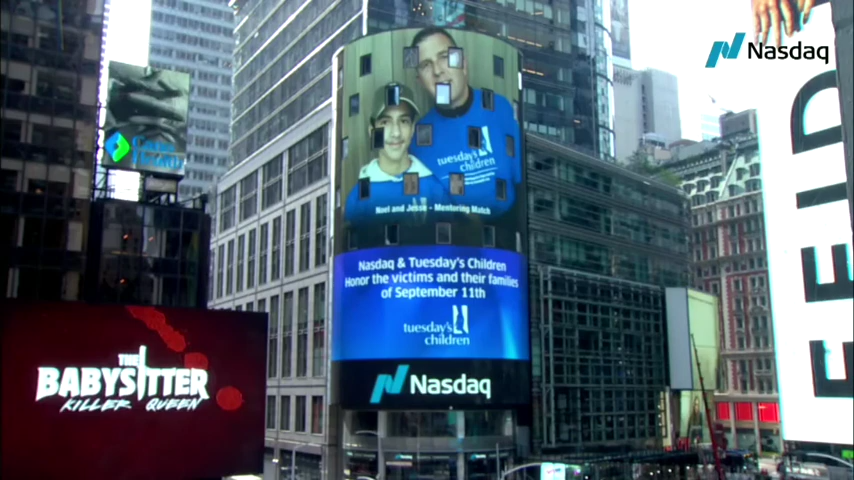 Nasdaq
tuesday's
children
Noel and Jesse - Mentoring Match
Nasdaq & Tuesday's Children
Honor the victims and their families
of September 11th
tuesday's
children
Nasdaq
THE
BABYSITTER
KILLER QUEEN
FEID